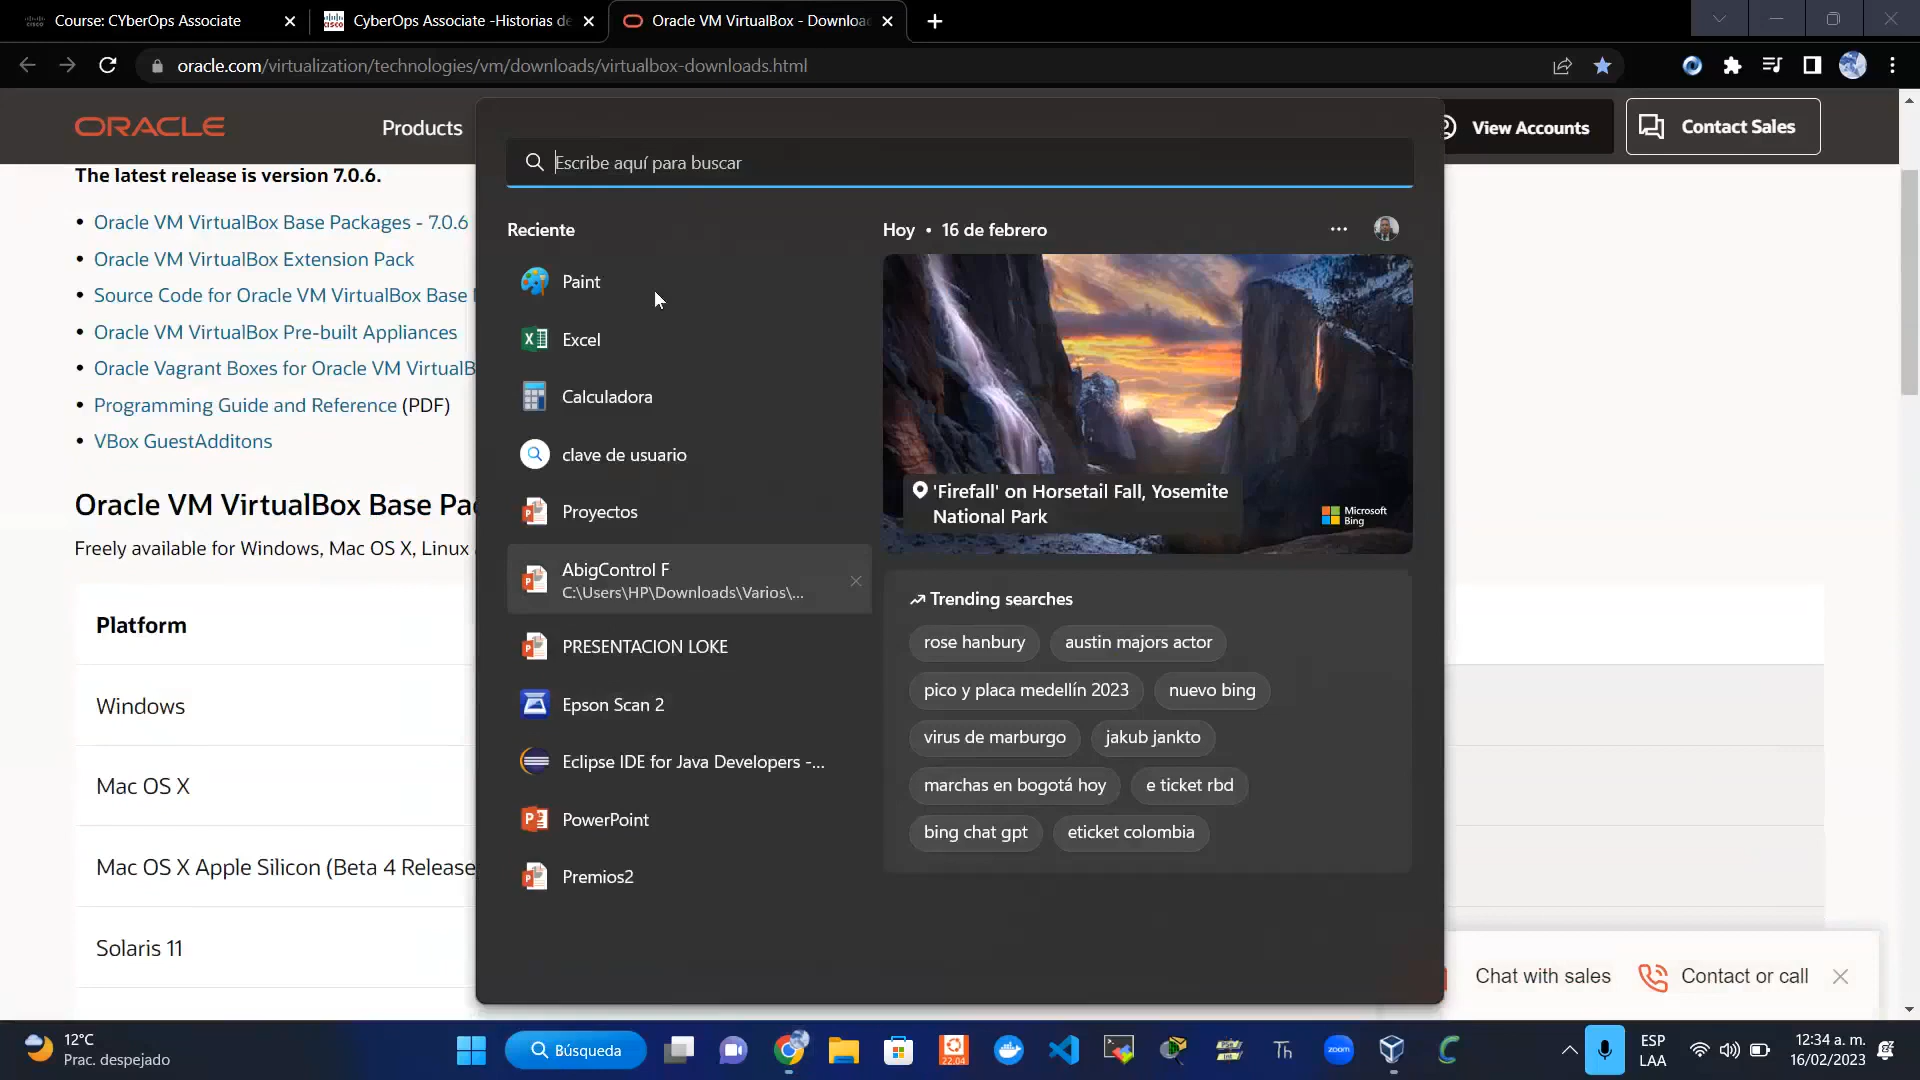 Course: CYberOps Associate
CYberOps Associate -Historias de
Oracle VM VirtualBox - Downloa
oracle.com/virtualization/technologies/vm/downloads/virtualbox-downloads.html
ORACLE
Products
View Accounts
Contact Sales
The latest release is version 7.0.6.
• Oracle VM VirtualBox Base Packages - 7.0.6
• Oracle VM VirtualBox Extension Pack
• Source Code for Oracle VM VirtualBox Base
• Oracle VM VirtualBox Pre-built Appliances
• Oracle Vagrant Boxes for Oracle VM VirtualB
• Programming Guide and Reference (PDF)
• VBox GuestAdditons
Oracle VM VirtualBox Base Pa
Freely available for Windows, Mac OS X, Linux
Platform
Windows
Mac OS X
Mac OS X Apple Silicon (Beta 4 Release
Solaris 11
Escribe aquí para buscar
Reciente
Paint
Excel
Calculadora
clave de usuario
Proyectos
AbigControl F
C:\Users\HP\Downloads\Varios\...
PRESENTACION LOKE
Epson Scan 2
Eclipse IDE for Java Developers -...
PowerPoint
Premios2
Hoy • 16 de febrero
'Firefall' on Horsetail Fall, Yosemite
National Park
Microsoft
Bing
Trending searches
rose hanbury
austin majors actor
pico y placa medellín 2023
nuevo bing
virus de marburgo
jakub jankto
marchas en bogotá hoy
e ticket rbd
bing chat gpt
eticket colombia
Chat with sales
Contact or call
12°C
Prac. despejado
Búsqueda
22.04
Th
zoom
ESP
LAA
12:34 a. m.
16/02/2023